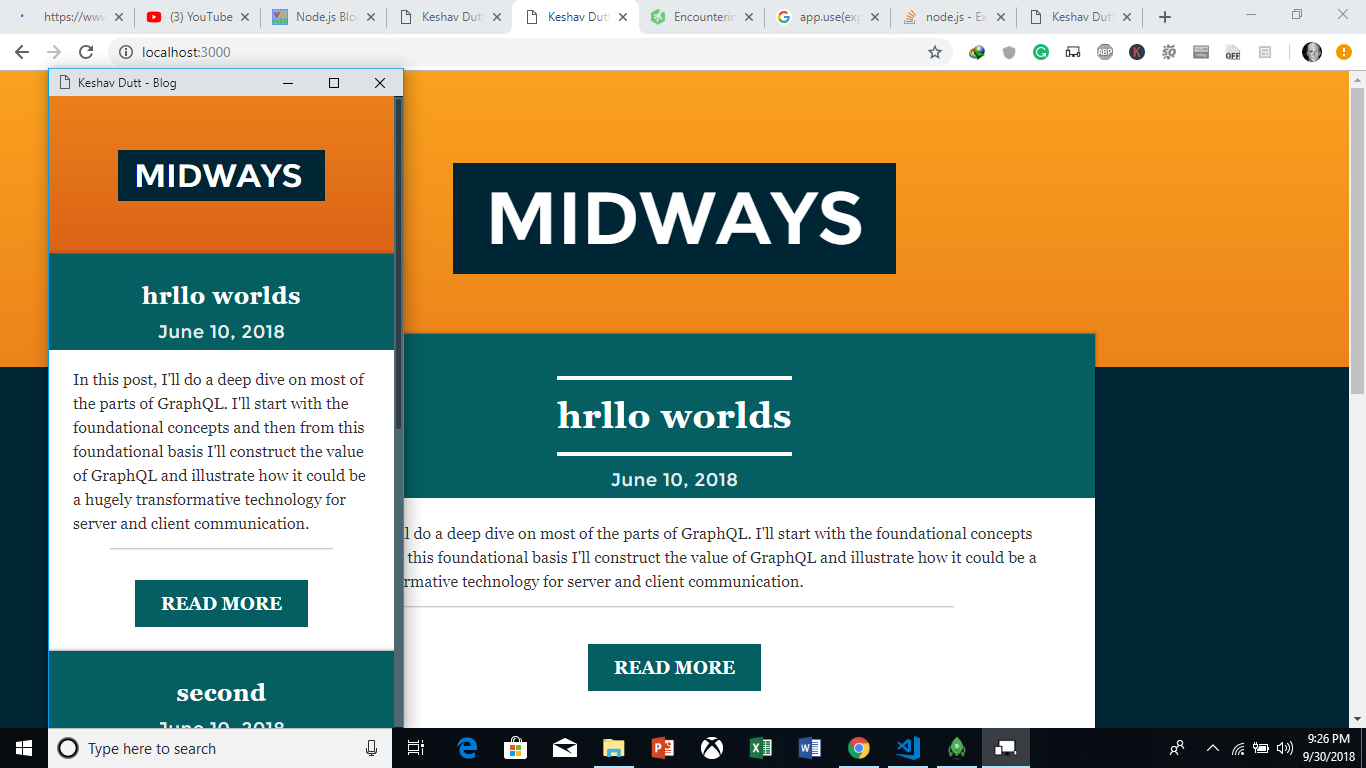 https://www
(3) YouTube
Node.js Blo
Keshav Dutt
Keshav Dutt
Encounterin
app.use(exp
node.js - Ex
Keshav Dutt
localhost:3000
ABP
K
SQ
OFF
Keshav Dutt - Blog
MIDWAYS
hrllo worlds
June 10, 2018
In this post, I'll do a deep dive on most of
the parts of GraphQL. I'll start with the
foundational concepts and then from this
foundational basis I'll construct the value
of GraphQL and illustrate how it could be
a hugely transformative technology for
server and client communication.
READ MORE
second
June 10, 2018
MIDWAYS
hrllo worlds
June 10, 2018
ll do a deep dive on most of the parts of GraphQL. I'll start with the foundational concepts
this foundational basis I'll construct the value of GraphQL and illustrate how it could be a
rmative technology for server and client communication.
READ MORE
Type here to search
9:26 PM
9/30/2018